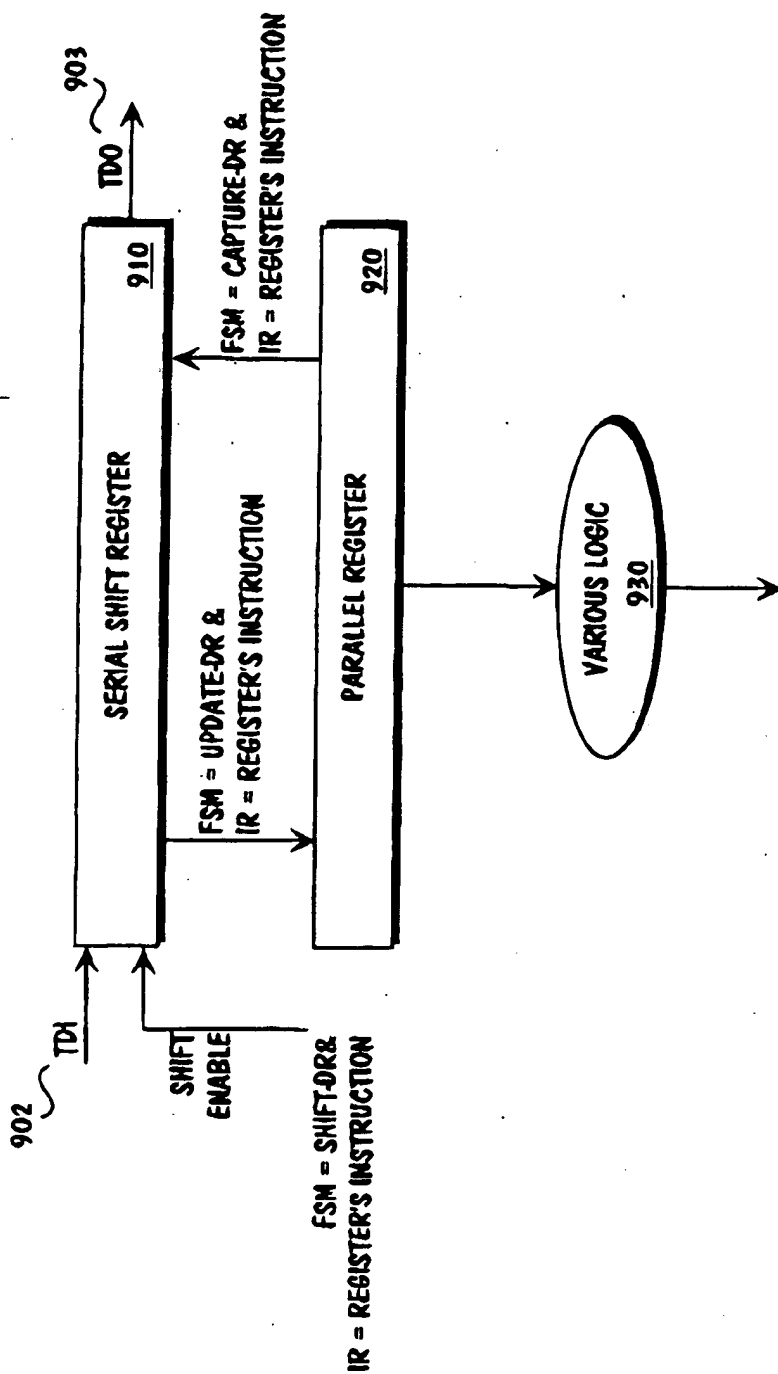 902
TDI
SHIFT
ENABLE
FSM = SHIFT-DR&
IR = REGISTER'S INSTRUCTION
SERIAL SHIFT REGISTER
910
TDO
903
FSM = UPDATE-DR &
IR = REGISTER'S INSTRUCTION
FSM = CAPTURE-DR &
IR = REGISTER'S INSTRUCTION
PARALLEL REGISTER
920
VARIOUS LOGIC
930